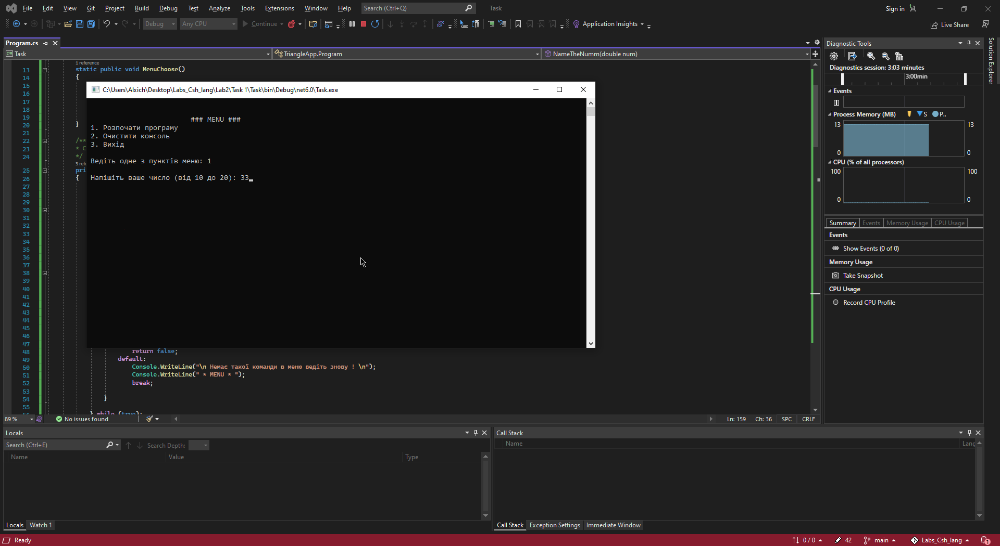 File Edit View Git Project Build Debug Test Analyze Tools Extensions Window Help Search (Ctrl+Q) Task Sign in
Debug Any CPU Continue Application Insights Live Share
Program.cs
Task TriangleApp.Program NameTheNumm(double num)
1 reference
13 static public void MenuChoose()
14 {
15
16
17
18
19
20 }
21
22 /**
23 * C
24 */
3 refe
25 pri
26 {
27
28
29
30
31
32
33
34
35
36
37
38
39
40
41
42
43
44
45
46
47
48 return false;
49 default:
50 Console.WriteLine("\n Немає такої команди в меню ведіть знову ! \n");
51 Console.WriteLine(" * MENU * ");
52 break;
53
54 }
55
56 } while (true);
C:\Users\Alxich\Desktop\Labs_Csh_lang\Lab2\Task 1\Task\bin\Debug\net6.0\Task.exe
### MENU ###
1. Розпочати програму
2. Очистити консоль
3. Вихід
Ведіть одне з пунктів меню: 1
Напішіть ваше число (від 10 до 20): 33
89 % No issues found Ln: 159 Ch: 36 SPC CRLF
Diagnostic Tools
Diagnostics session: 3:03 minutes
3:00min
Events
Process Memory (MB) S P..
13 13
0 0
CPU (% of all processors)
100 100
0 0
Summary Events Memory Usage CPU Usage
Events
Show Events (0 of 0)
Memory Usage
Take Snapshot
CPU Usage
Record CPU Profile
Solution Explorer
Locals
Search (Ctrl+E) Search Depth:
Name Value Type
Locals Watch 1
Call Stack
Name Lang
Call Stack Exception Settings Immediate Window
Ready 0 / 0 42 main Labs_Csh_lang 1